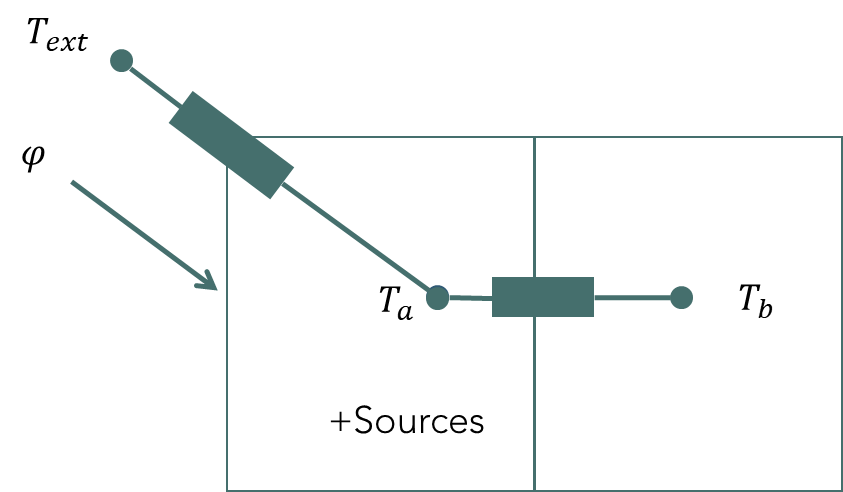 T_ext
φ
T_a
T_b
+Sources